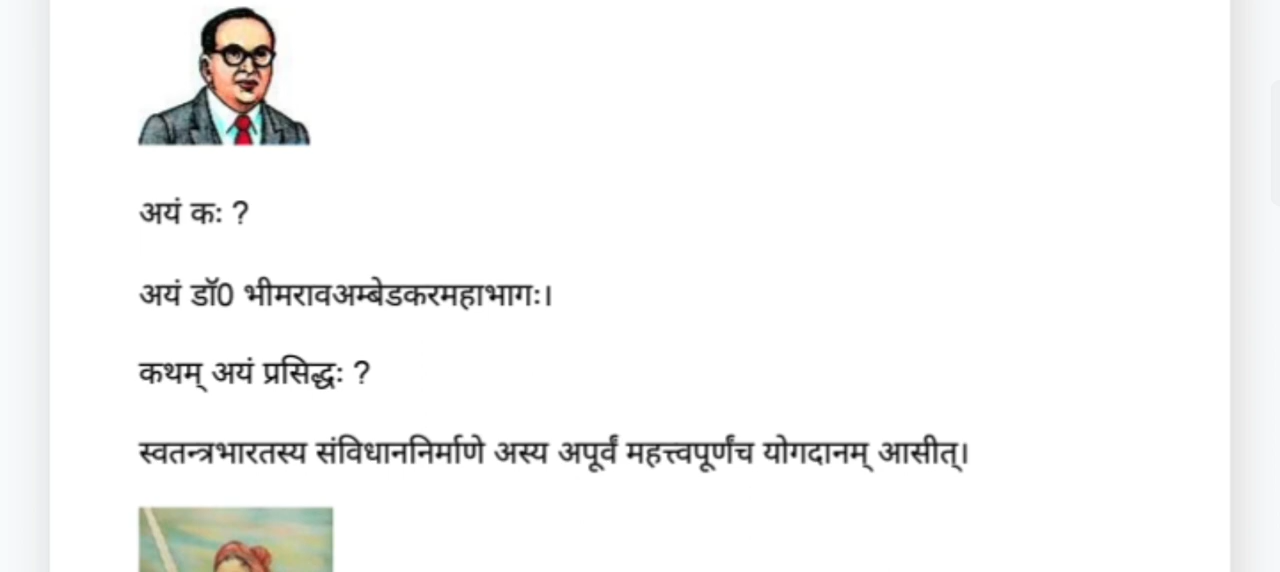 अयं कः ?
अयं डॉ0 भीमरावअम्बेडकरमहाभागः।
कथम् अयं प्रसिद्धः ?
स्वतन्त्रभारतस्य संविधाननिर्माणे अस्य अपूर्वं महत्त्वपूर्णंच योगदानम् आसीत्।